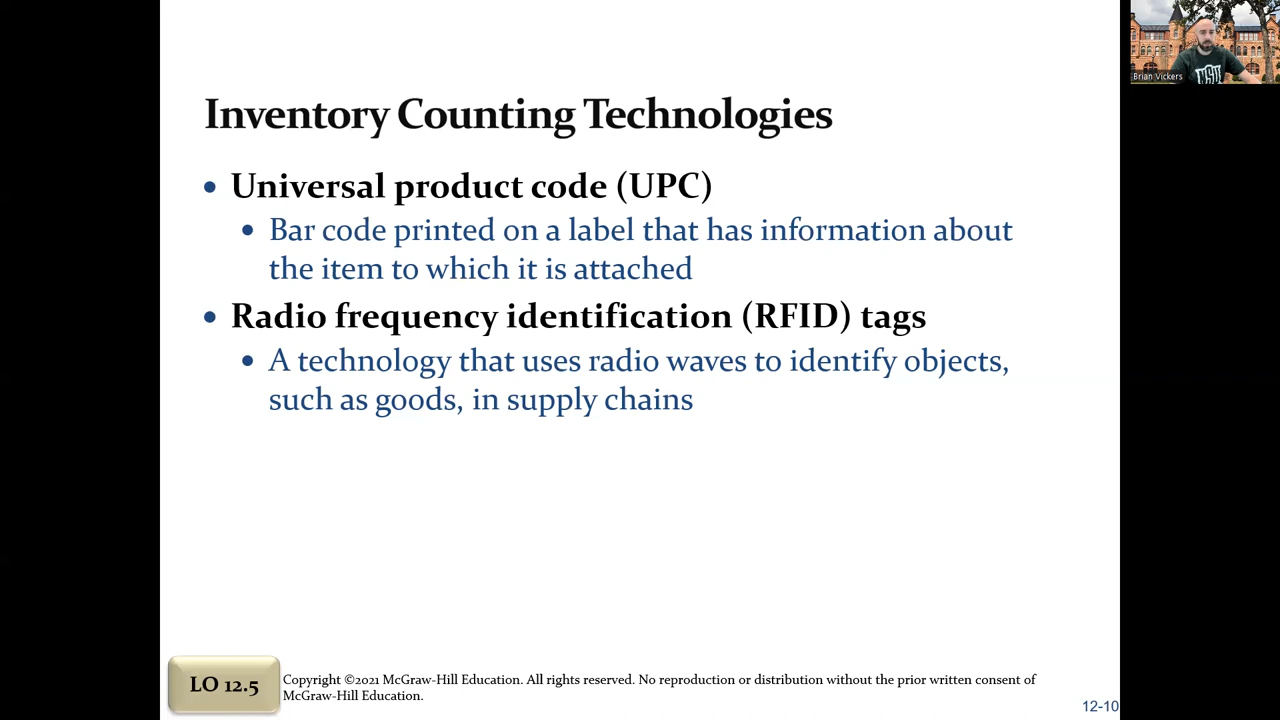 Brian Vickers
Inventory Counting Technologies
• Universal product code (UPC)
• Bar code printed on a label that has information about
the item to which it is attached
• Radio frequency identification (RFID) tags
• A technology that uses radio waves to identify objects,
such as goods, in supply chains
LO 12.5
Copyright ©2021 McGraw-Hill Education. All rights reserved. No reproduction or distribution without the prior written consent of
McGraw-Hill Education.
12-10